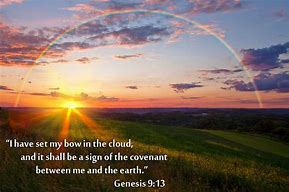 "I have set my bow in the cloud,
and it shall be a sign of the covenant
between me and the earth."
Genesis 9:13